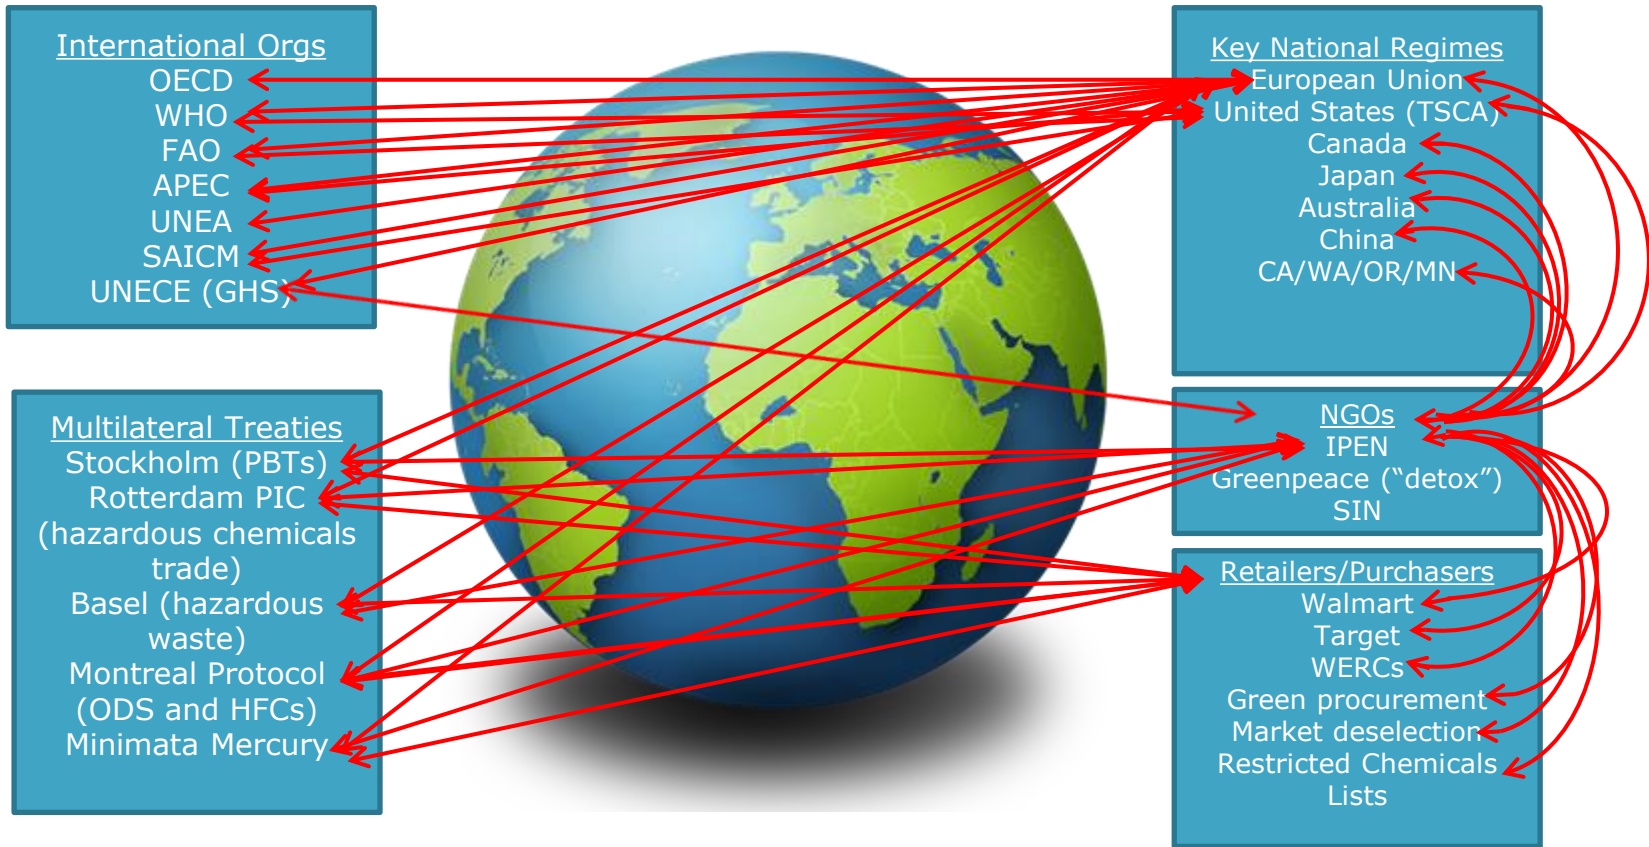 International Orgs
OECD
WHO
FAO
APEC
UNEA
SAICM
UNECE (GHS)
Multilateral Treaties
Stockholm (PBTs)
Rotterdam PIC
(hazardous chemicals
trade)
Basel (hazardous
waste)
Montreal Protocol
(ODS and HFCs)
Minimata Mercury
Key National Regimes
European Union
United States (TSCA)
Canada
Japan
Australia
China
CA/WA/OR/MN
NGOs
IPEN
Greenpeace (“detox”)
SIN
Retailers/Purchasers
Walmart
Target
WERCs
Green procurement
Market deselection
Restricted Chemicals
Lists